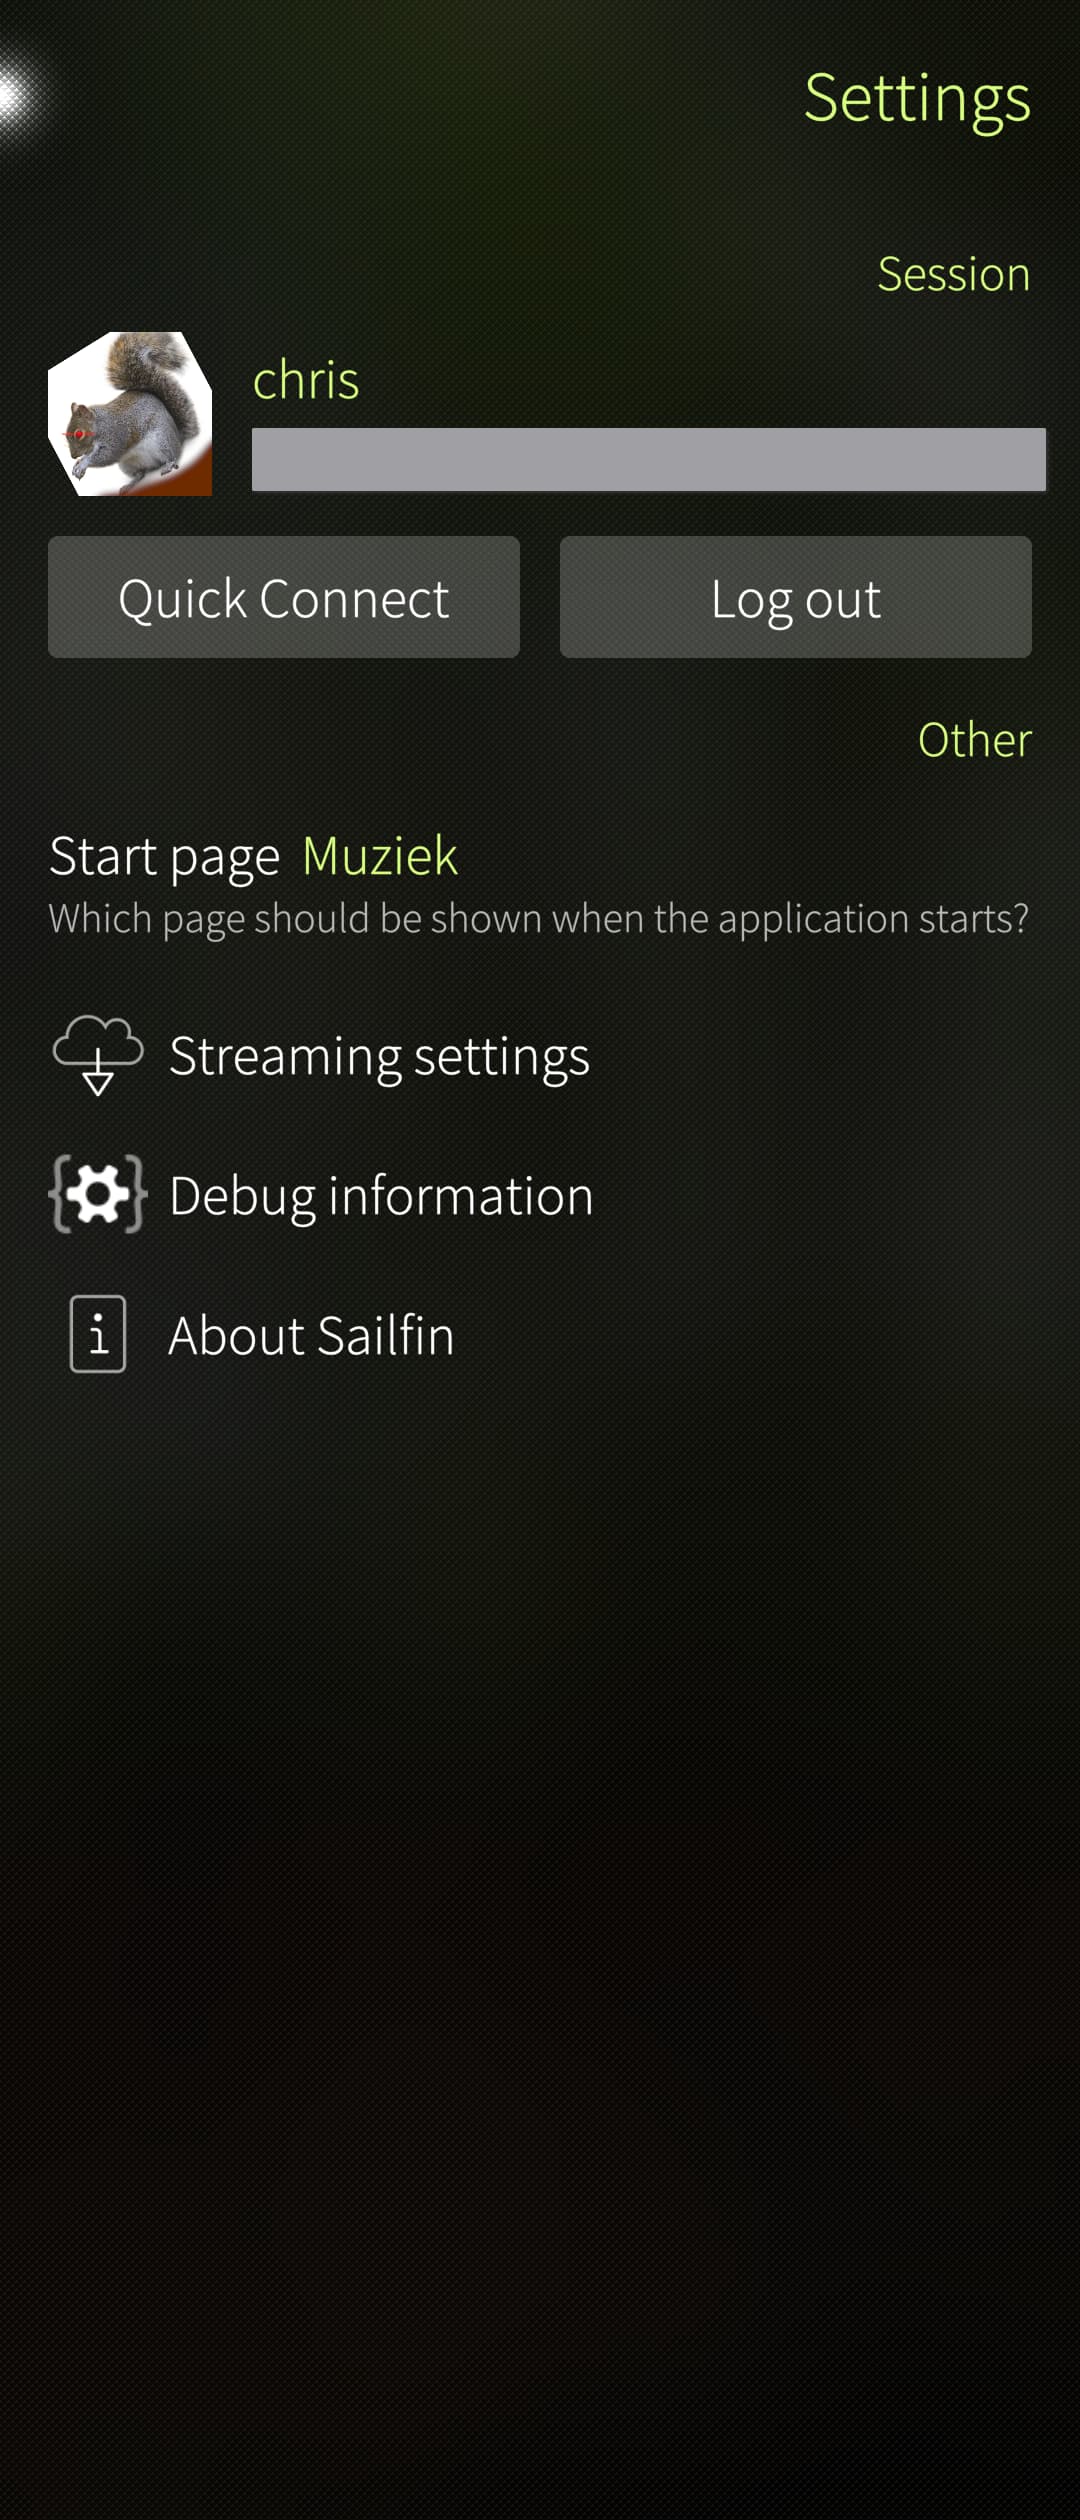 Settings
Session
chris
Quick Connect
Log out
Other
Start page Muziek
Which page should be shown when the application starts?
Streaming settings
Debug information
About Sailfin